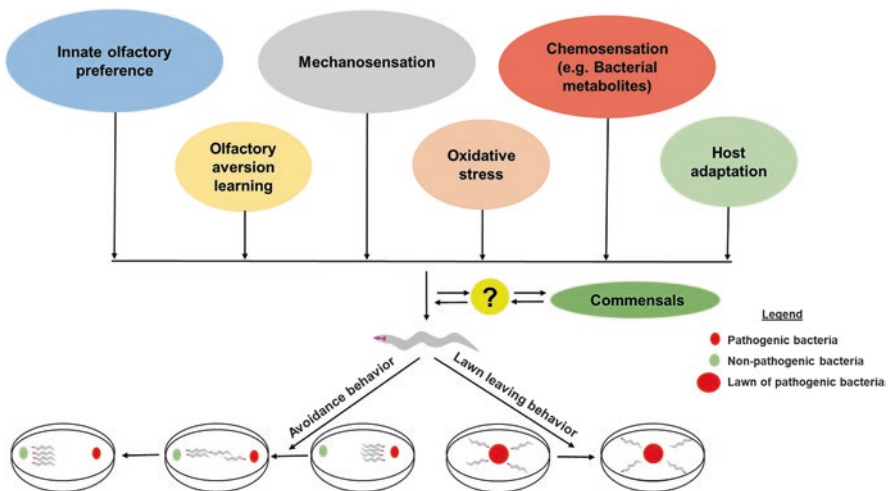 Innate olfactory
preference
Mechanosensation
Chemosensation
(e.g. Bacterial
metabolites)
Olfactory
aversion
learning
Oxidative
stress
Host
adaptation
?
Commensals
Legend
Pathogenic bacteria
Non-pathogenic bacteria
Lawn of pathogenic bacteria
Avoidance behavior
Lawn leaving behavior